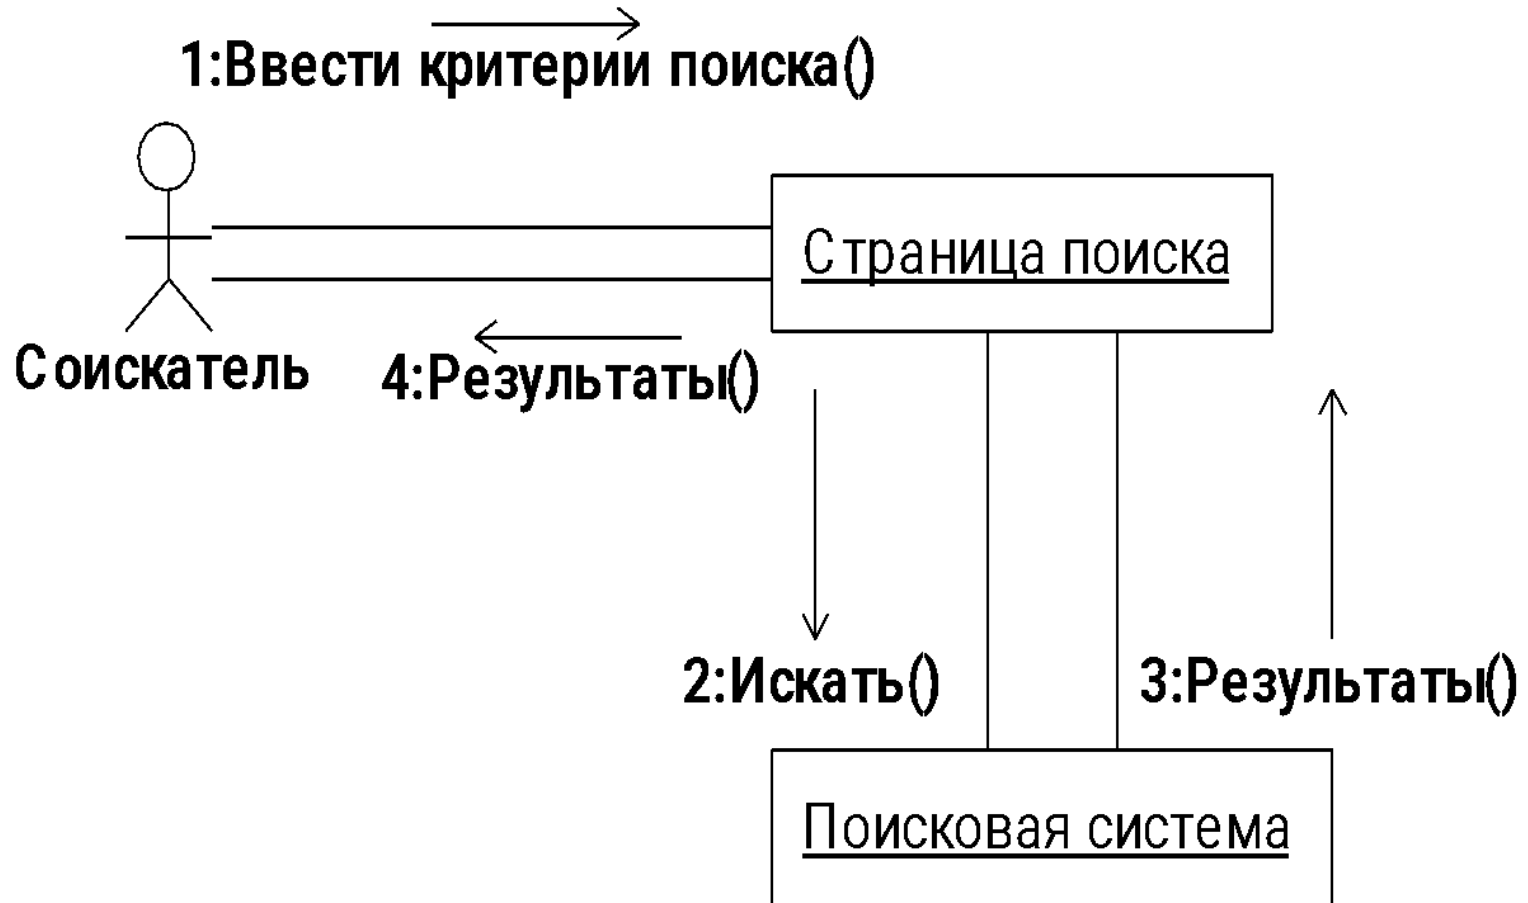 1:Ввести критерии поиска()
Страница поиска
Соискатель
4:Результаты()
2:Искать()
3:Результаты()
Поисковая система